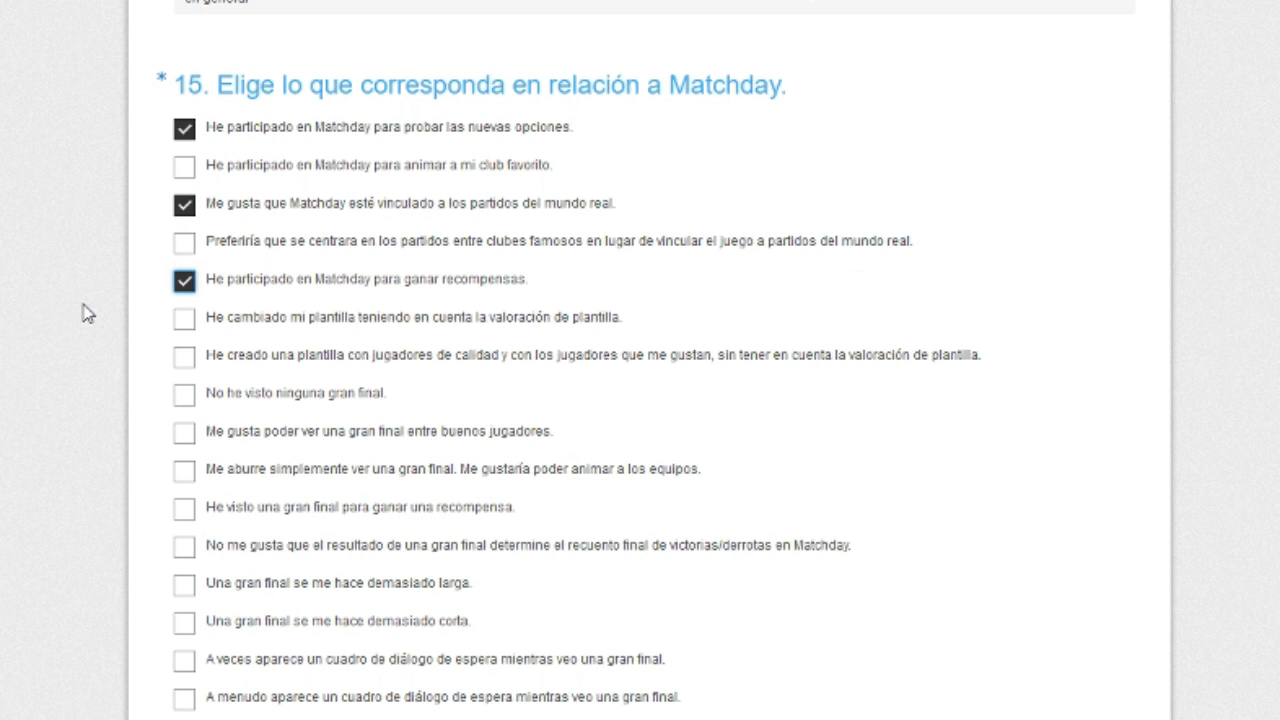 en general
* 15. Elige lo que corresponda en relación a Matchday.
He participado en Matchday para probar las nuevas opciones.
He participado en Matchday para animar a mi club favorito.
Me gusta que Matchday esté vinculado a los partidos del mundo real.
Preferiría que se centrara en los partidos entre clubes famosos en lugar de vincular el juego a partidos del mundo real.
He participado en Matchday para ganar recompensas.
He cambiado mi plantilla teniendo en cuenta la valoración de plantilla.
He creado una plantilla con jugadores de calidad y con los jugadores que me gustan, sin tener en cuenta la valoración de plantilla.
No he visto ninguna gran final.
Me gusta poder ver una gran final entre buenos jugadores.
Me aburre simplemente ver una gran final. Me gustaría poder animar a los equipos.
He visto una gran final para ganar una recompensa.
No me gusta que el resultado de una gran final determine el recuento final de victorias/derrotas en Matchday.
Una gran final se me hace demasiado larga.
Una gran final se me hace demasiado corta.
A veces aparece un cuadro de diálogo de espera mientras veo una gran final.
A menudo aparece un cuadro de diálogo de espera mientras veo una gran final.